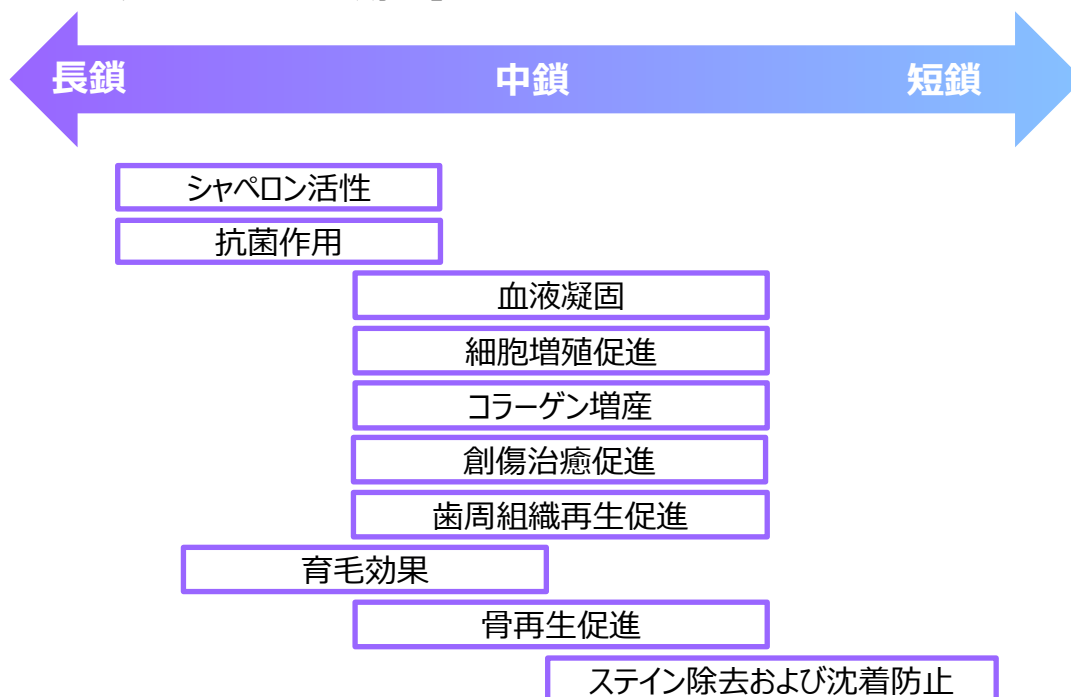 長鎖 中鎖 短鎖
シャペロン活性
抗菌作用
血液凝固
細胞増殖促進
コラーゲン増産
創傷治癒促進
歯周組織再生促進
育毛効果
骨再生促進
ステイン除去および沈着防止